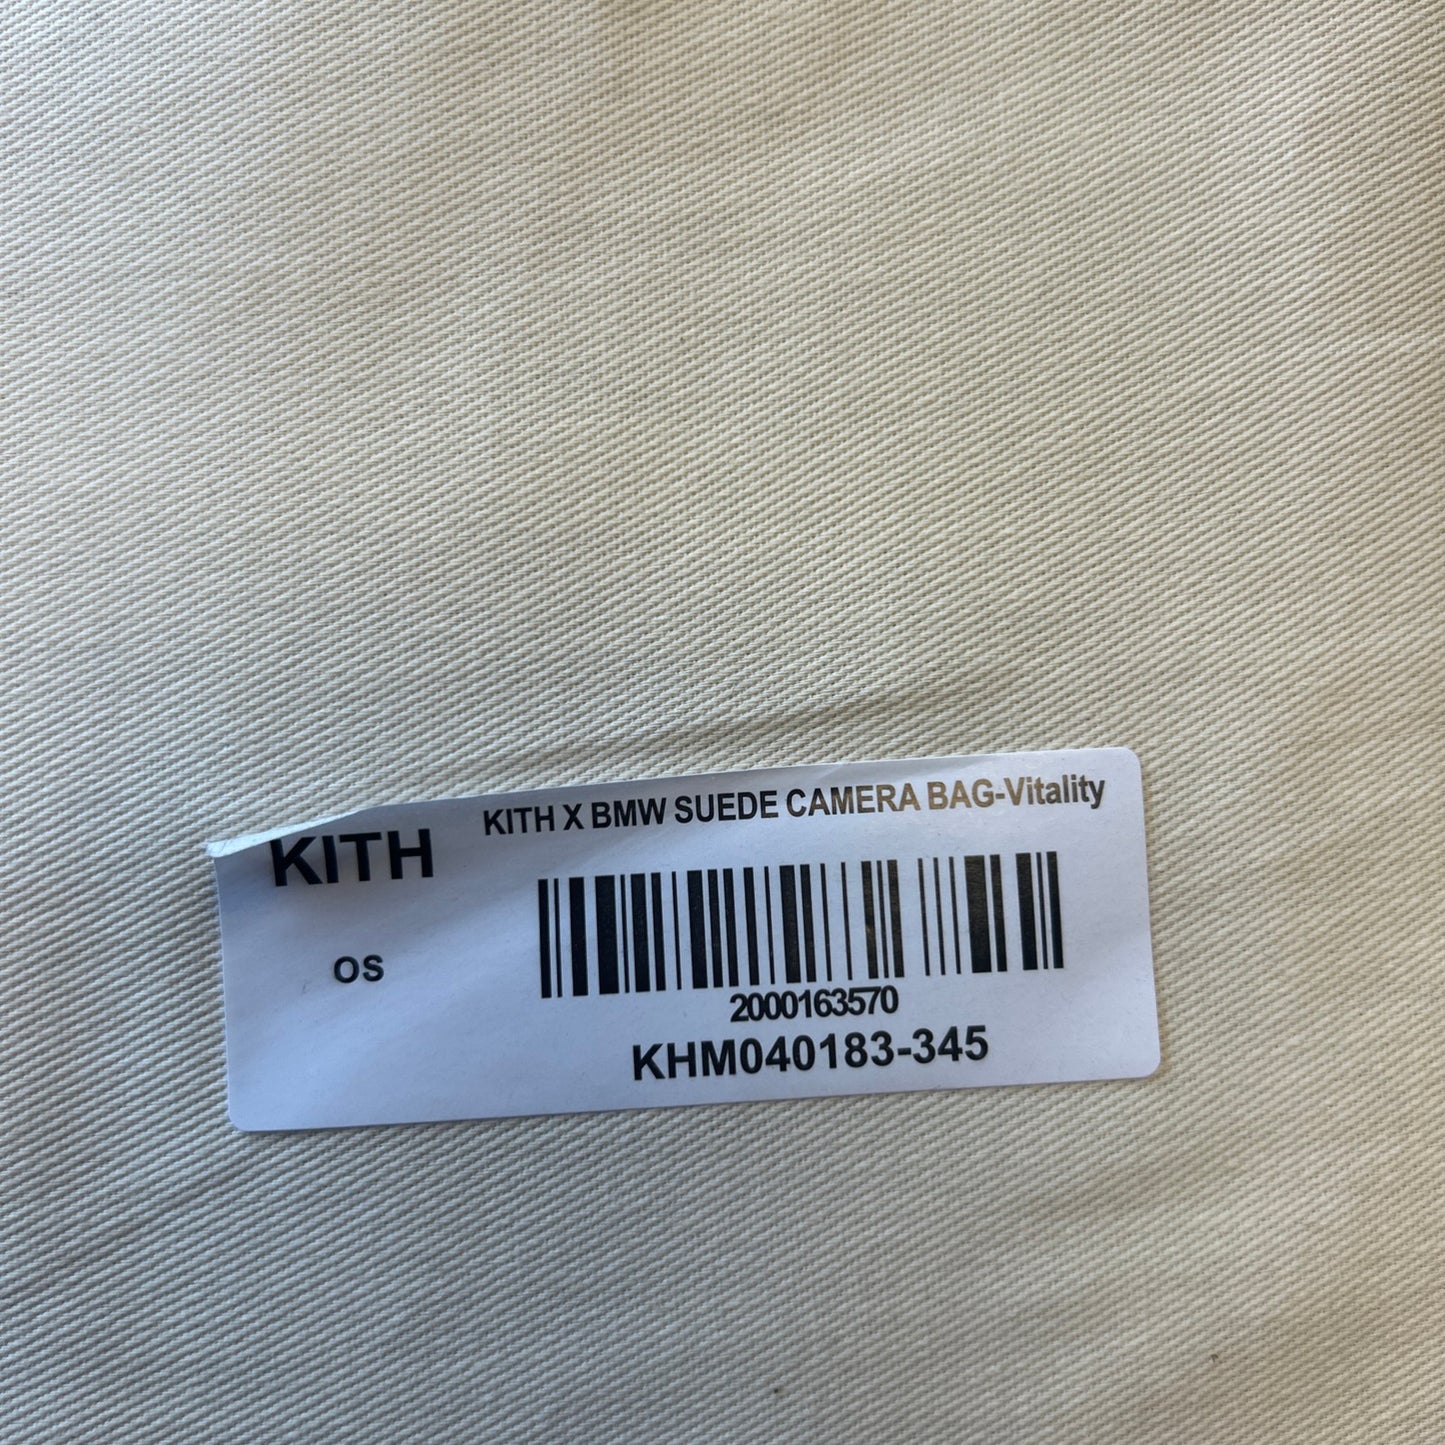 KITH X BMW SUEDE CAMERA BAG-Vitality
KITH
OS
2000163570
KHM040183-345